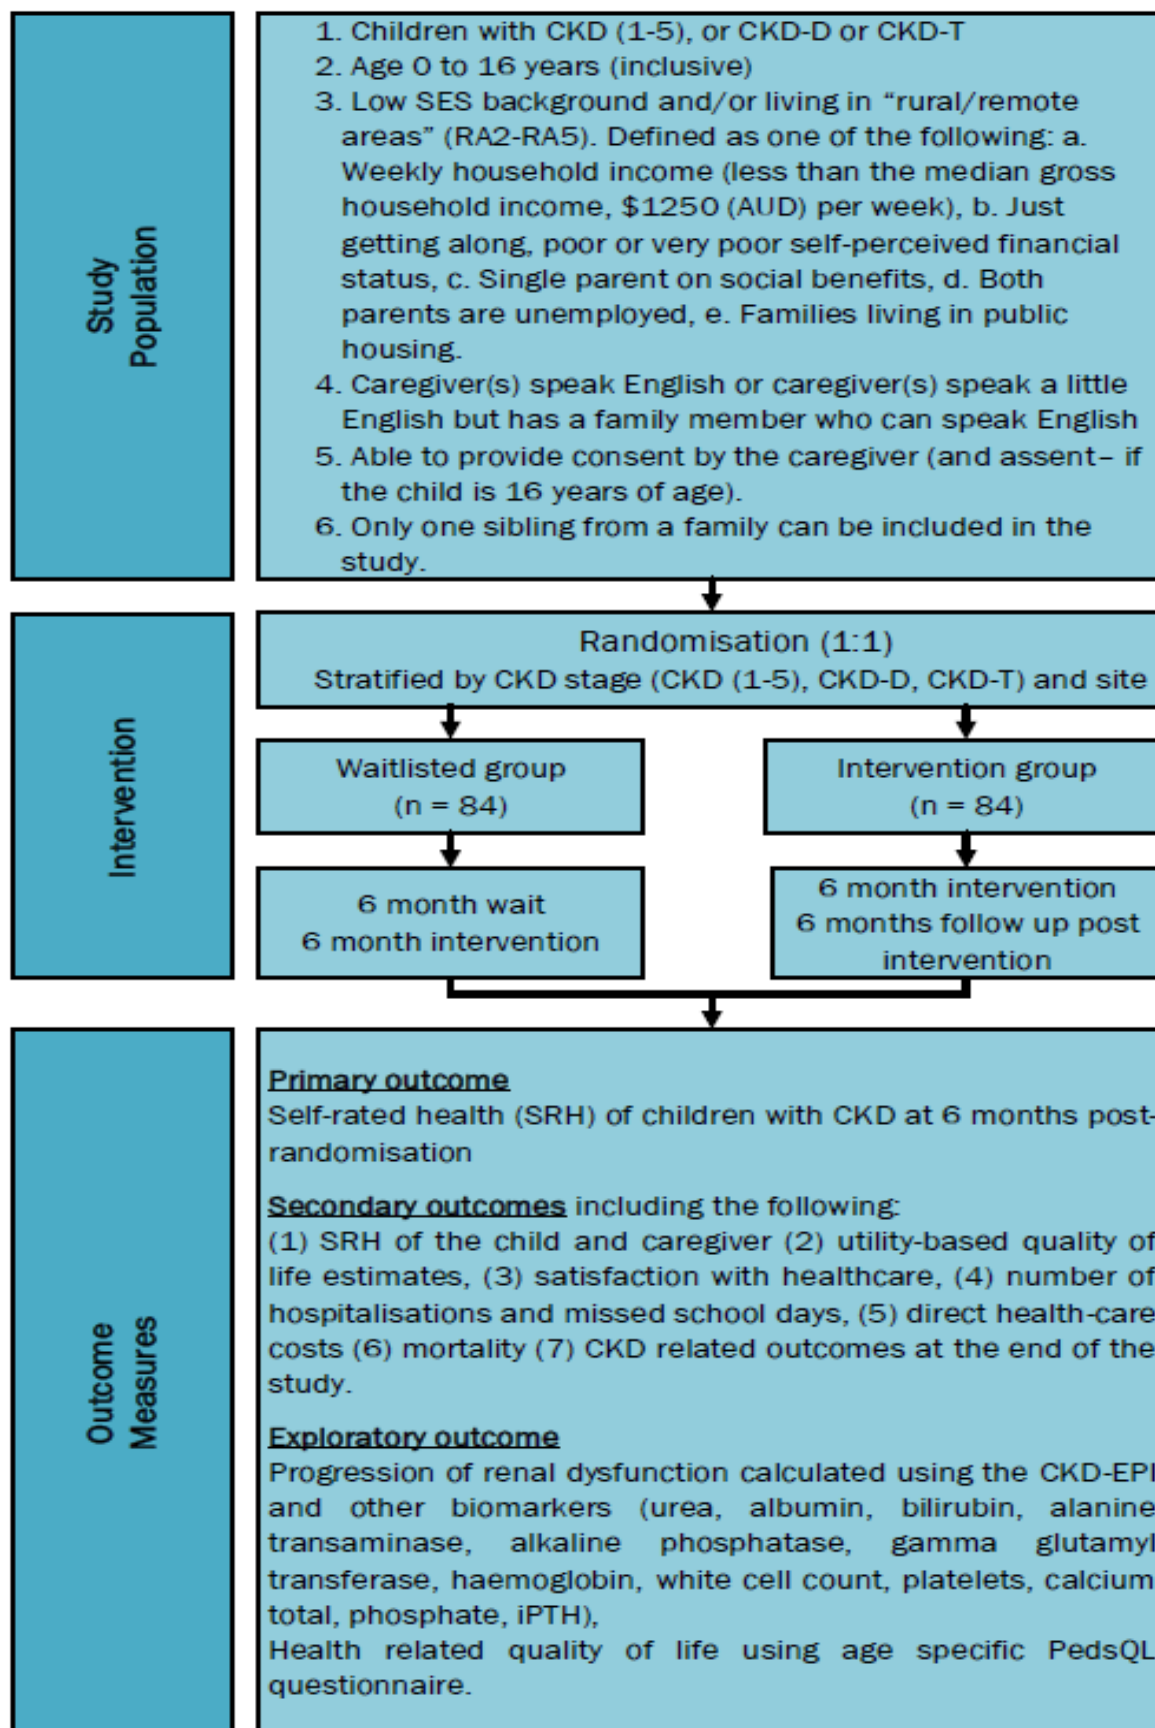 Study
Population
1. Children with CKD (1-5), or CKD-D or CKD-T
2. Age 0 to 16 years (inclusive)
3. Low SES background and/or living in “rural/remote
areas” (RA2-RA5). Defined as one of the following: a.
Weekly household income (less than the median gross
household income, $1250 (AUD) per week), b. Just
getting along, poor or very poor self-perceived financial
status, c. Single parent on social benefits, d. Both
parents are unemployed, e. Families living in public
housing.
4. Caregiver(s) speak English or caregiver(s) speak a little
English but has a family member who can speak English
5. Able to provide consent by the caregiver (and assent– if
the child is 16 years of age).
6. Only one sibling from a family can be included in the
study.
Intervention
Randomisation (1:1)
Stratified by CKD stage (CKD (1-5), CKD-D, CKD-T) and site
Waitlisted group
(n = 84)
Intervention group
(n = 84)
6 month wait
6 month intervention
6 month intervention
6 months follow up post
intervention
Outcome
Measures
Primary outcome
Self-rated health (SRH) of children with CKD at 6 months post-
randomisation
Secondary outcomes including the following:
(1) SRH of the child and caregiver (2) utility-based quality of
life estimates, (3) satisfaction with healthcare, (4) number of
hospitalisations and missed school days, (5) direct health-care
costs (6) mortality (7) CKD related outcomes at the end of the
study.
Exploratory outcome
Progression of renal dysfunction calculated using the CKD-EPI
and other biomarkers (urea, albumin, bilirubin, alanine
transaminase, alkaline phosphatase, gamma glutamyl
transferase, haemoglobin, white cell count, platelets, calcium
total, phosphate, iPTH),
Health related quality of life using age specific PedsQL
questionnaire.